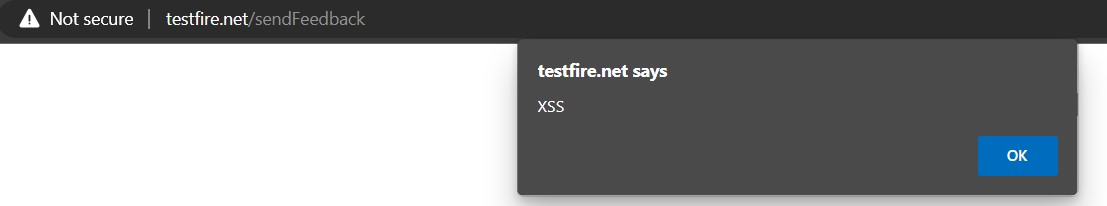 Not secure | testfire.net/sendFeedback
testfire.net says
XSS
OK